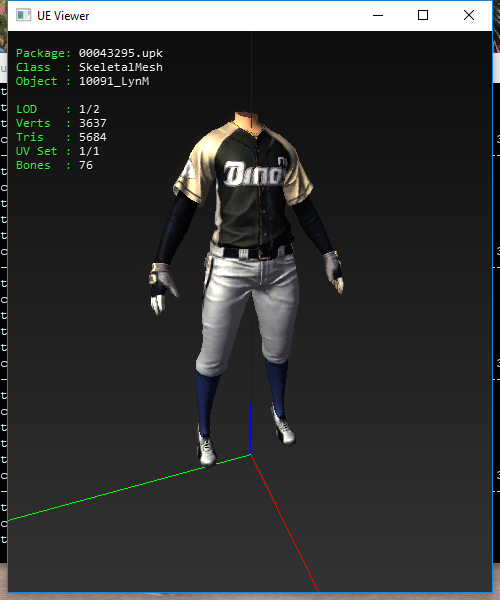 UE Viewer
Package: 00043295.upk
Class : SkeletalMesh
Object : 10091_LynM
LOD : 1/2
Verts : 3637
Tris : 5684
UV Set : 1/1
Bones : 76
Dinos